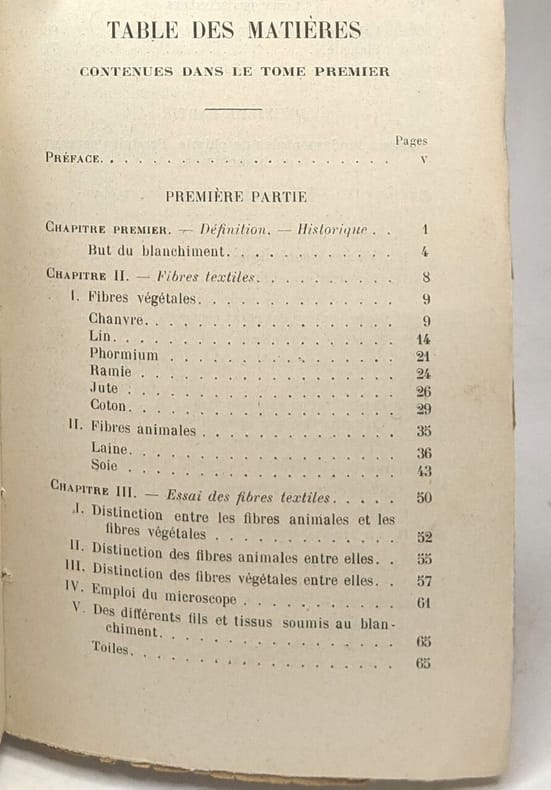 TABLE DES MATIÈRES
CONTENUES DANS LE TOME PREMIER
Pages
PRÉFACE. . . . . . . . . . . . . . . . V
PREMIÈRE PARTIE
CHAPITRE PREMIER. — Définition. — Historique . . 1
But du blanchiment. . . . . . . . . . . 4
CHAPITRE II. — Fibres textiles. . . . . . . . . 8
I. Fibres végétales. . . . . . . . . . . . 9
Chanvre. . . . . . . . . . . . . . . 9
Lin. . . . . . . . . . . . . . . . 14
Phormium . . . . . . . . . . . . . 21
Ramie . . . . . . . . . . . . . . 24
Jute . . . . . . . . . . . . . . . 26
Coton. . . . . . . . . . . . . . . 29
II. Fibres animales . . . . . . . . . . . . 35
Laine. . . . . . . . . . . . . . . 36
Soie . . . . . . . . . . . . . . . 43
CHAPITRE III. — Essai des fibres textiles. . . . . 50
I. Distinction entre les fibres animales et les
fibres végétales . . . . . . . . . . . 52
II. Distinction des fibres animales entre elles. . 55
III. Distinction des fibres végétales entre elles. . 57
IV. Emploi du microscope . . . . . . . . . 61
V. Des différents fils et tissus soumis au blan-
chiment. . . . . . . . . . . . . . 65
Toiles. . . . . . . . . . . . . . . 65